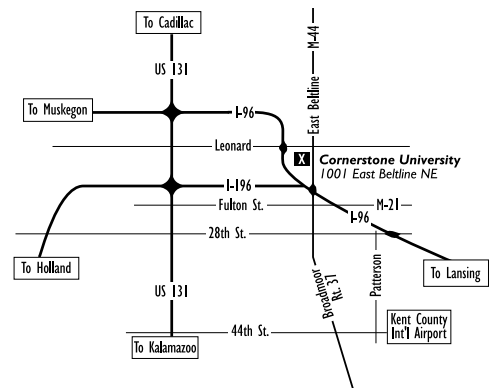 To Cadillac
M-44
US 131
To Muskegon
I-96
East Beltline
Leonard
X
Cornerstone University
1001 East Beltline NE
I-196
Fulton St.
M-21
I-96
28th St.
To Holland
To Lansing
Patterson
US 131
Broadmoor
Rt. 37
Kent County
Int'l Airport
44th St.
To Kalamazoo